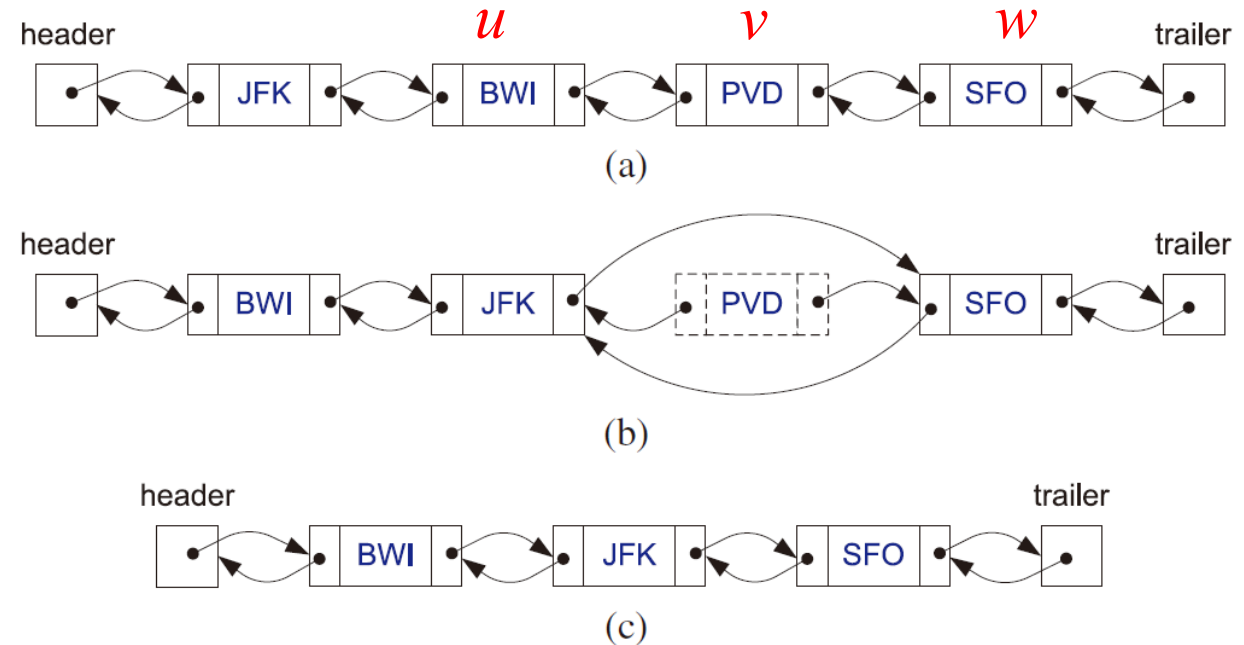 u v w
header trailer
JFK BWI PVD SFO
(a)
header trailer
BWI JFK PVD SFO
(b)
header trailer
BWI JFK SFO
(c)